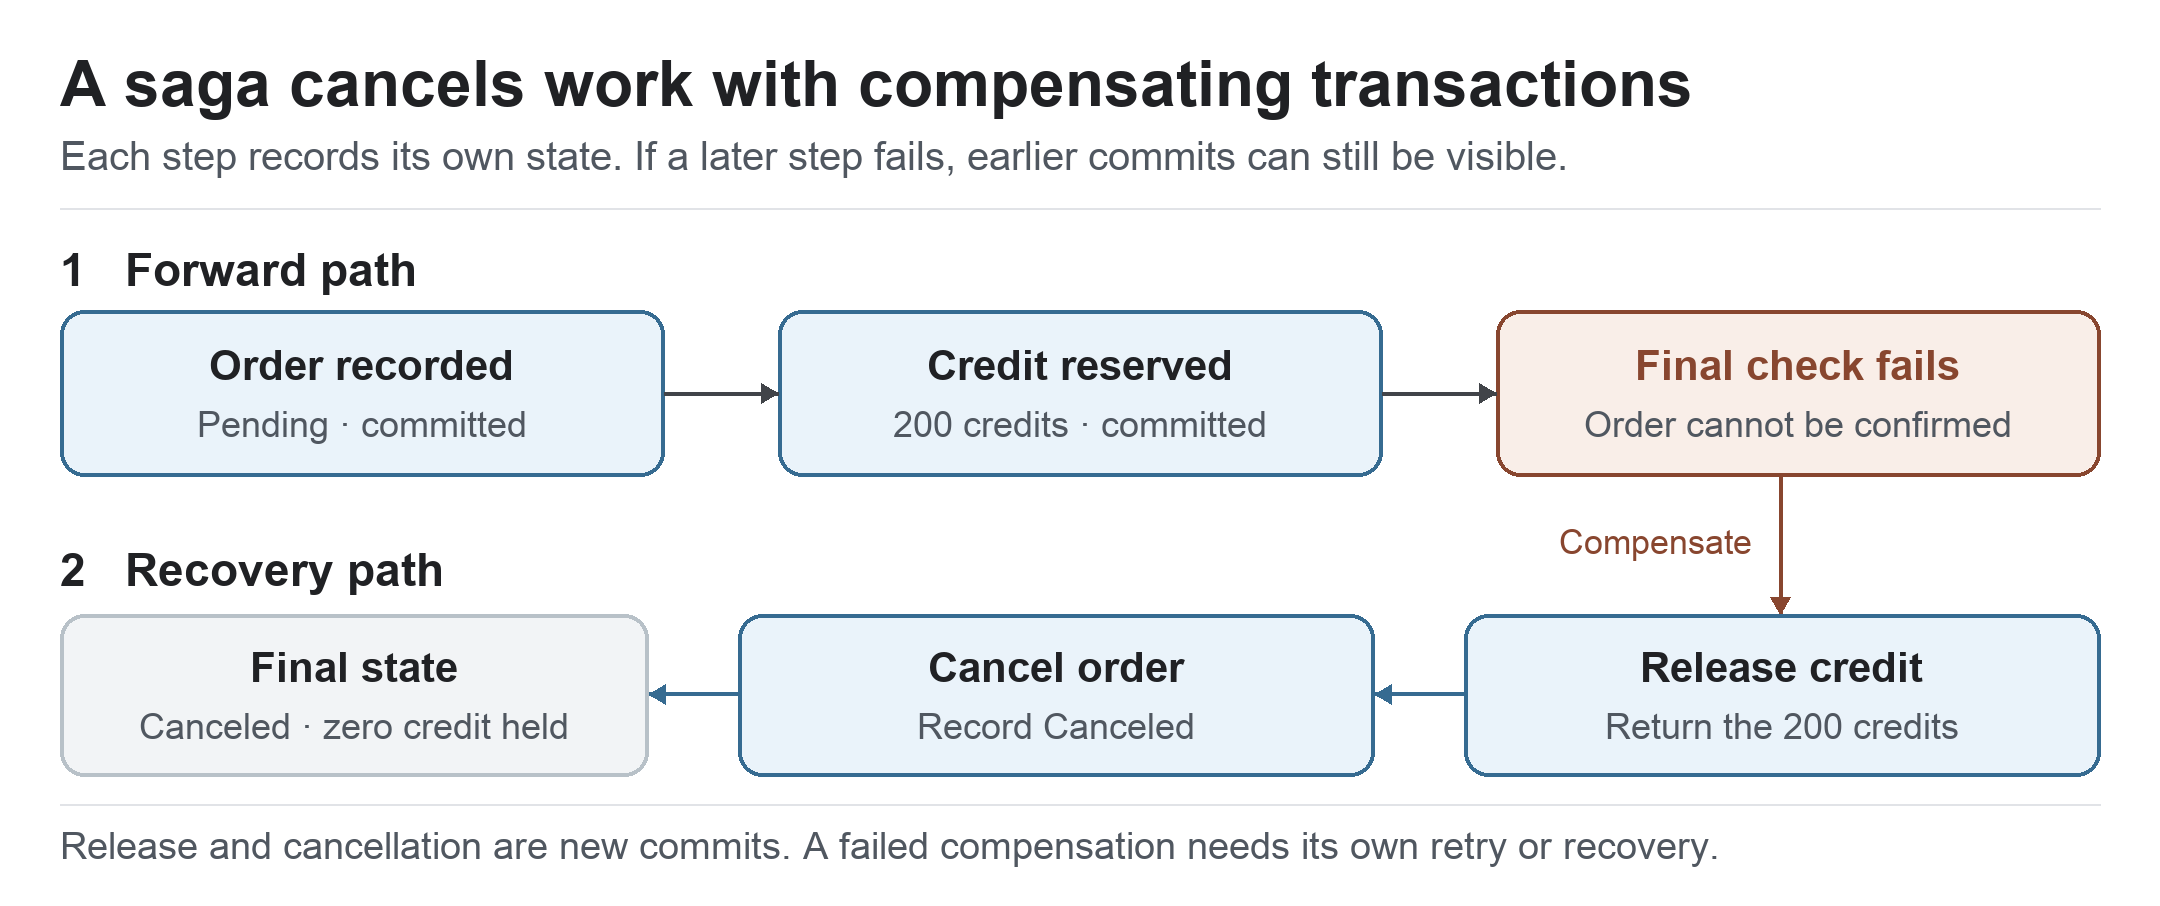 A saga cancels work with compensating transactions
Each step records its own state. If a later step fails, earlier commits can still be visible.
1 Forward path
Order recorded
Pending · committed
Credit reserved
200 credits · committed
Final check fails
Order cannot be confirmed
Compensate
2 Recovery path
Final state
Canceled · zero credit held
Cancel order
Record Canceled
Release credit
Return the 200 credits
Release and cancellation are new commits. A failed compensation needs its own retry or recovery.